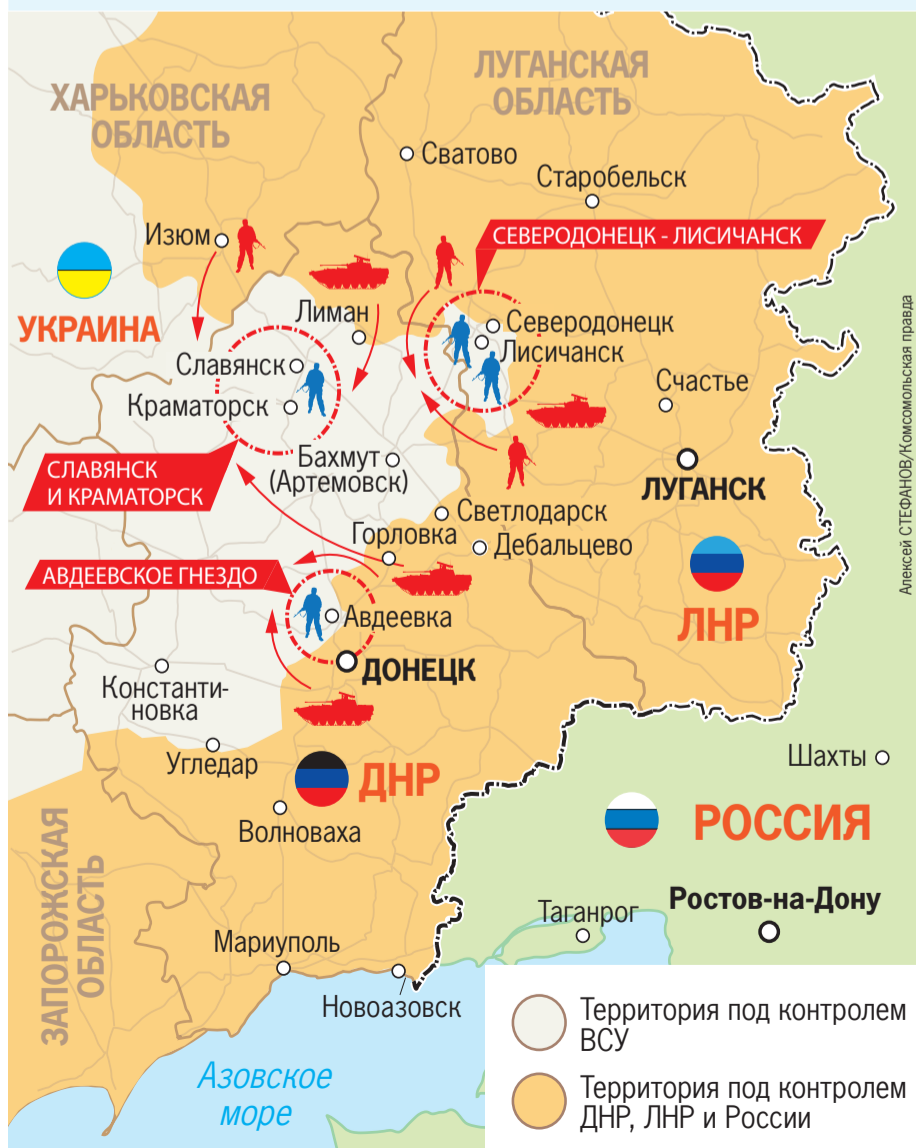 ХАРЬКОВСКАЯ
ОБЛАСТЬ
ЛУГАНСКАЯ
ОБЛАСТЬ
Сватово
Старобельск
Изюм
СЕВЕРОДОНЕЦК - ЛИСИЧАНСК
УКРАИНА
Лиман
Северодонецк
Лисичанск
Славянск
Краматорск
Счастье
СЛАВЯНСК
И КРАМАТОРСК
Бахмут
(Артемовск)
ЛУГАНСК
Светлодарск
Горловка
Дебальцево
АВДЕЕВСКОЕ ГНЕЗДО
Авдеевка
ЛНР
ДОНЕЦК
Константи-
новка
Угледар
ДНР
Шахты
Волноваха
РОССИЯ
ЗАПОРОЖСКАЯ
ОБЛАСТЬ
Ростов-на-Дону
Таганрог
Мариуполь
Новоазовск
Азовское
море
Территория под контролем
ВСУ
Территория под контролем
ДНР, ЛНР и России
Алексей СТЕФАНОВ/Комсомольская правда